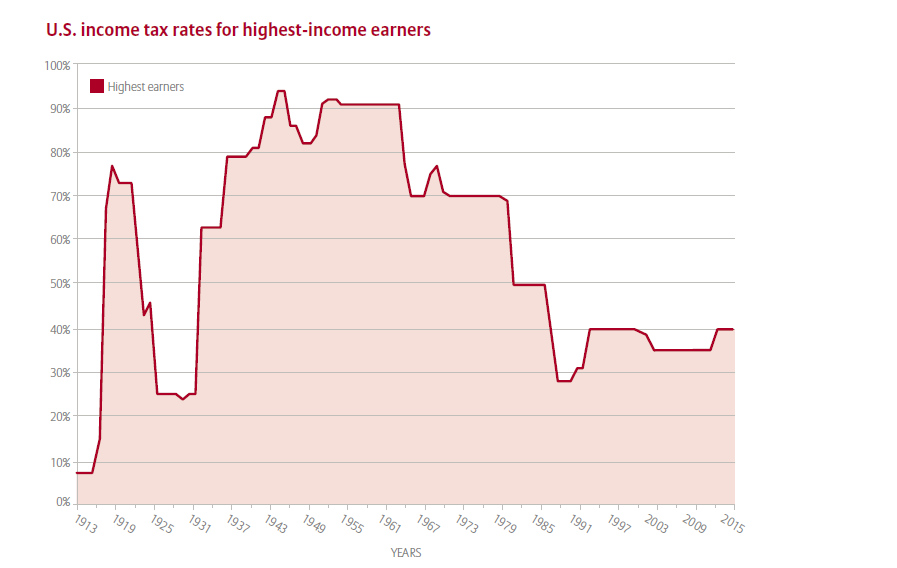 U.S. income tax rates for highest-income earners
100%
Highest earners
90%
80%
70%
60%
50%
40%
30%
20%
10%
0%
1913 1919 1925 1931 1937 1943 1949 1955 1961 1967 1973 1979 1985 1991 1997 2003 2009 2015
YEARS